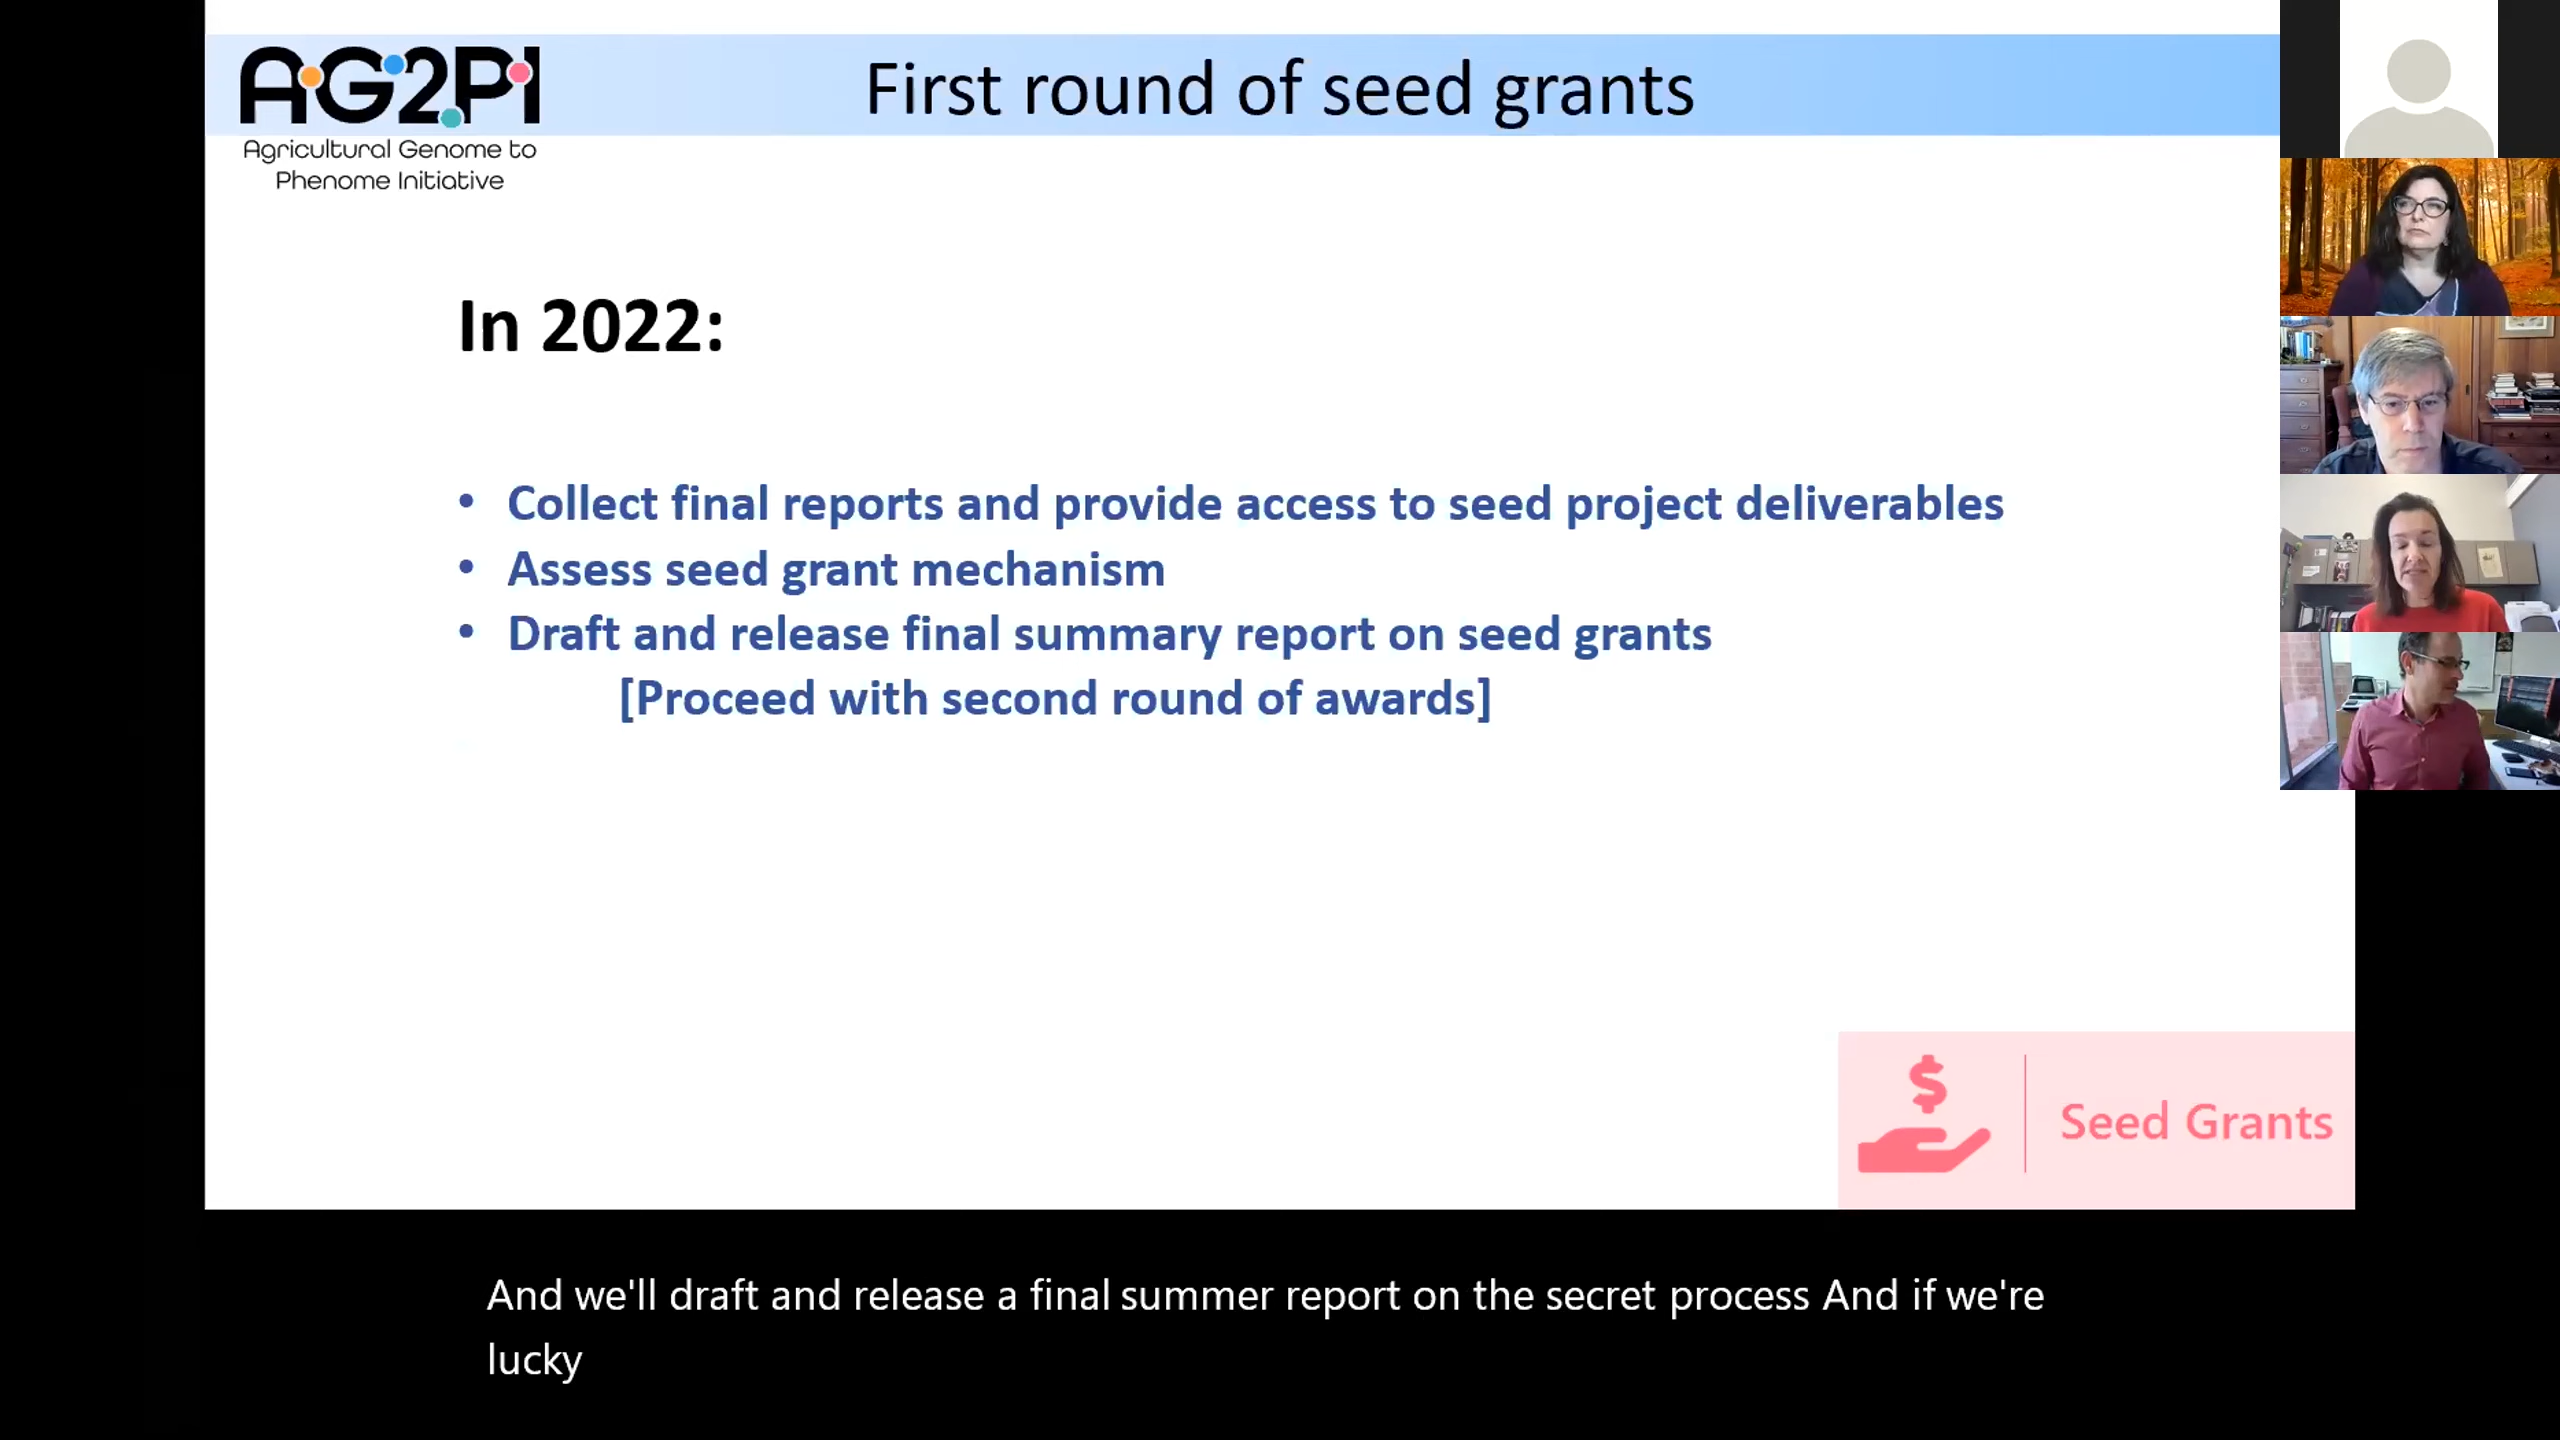 AG2PI
Agricultural Genome to
Phenome Initiative
First round of seed grants
In 2022:
• Collect final reports and provide access to seed project deliverables
• Assess seed grant mechanism
• Draft and release final summary report on seed grants
[Proceed with second round of awards]
$
Seed Grants
And we'll draft and release a final summer report on the secret process And if we're
lucky